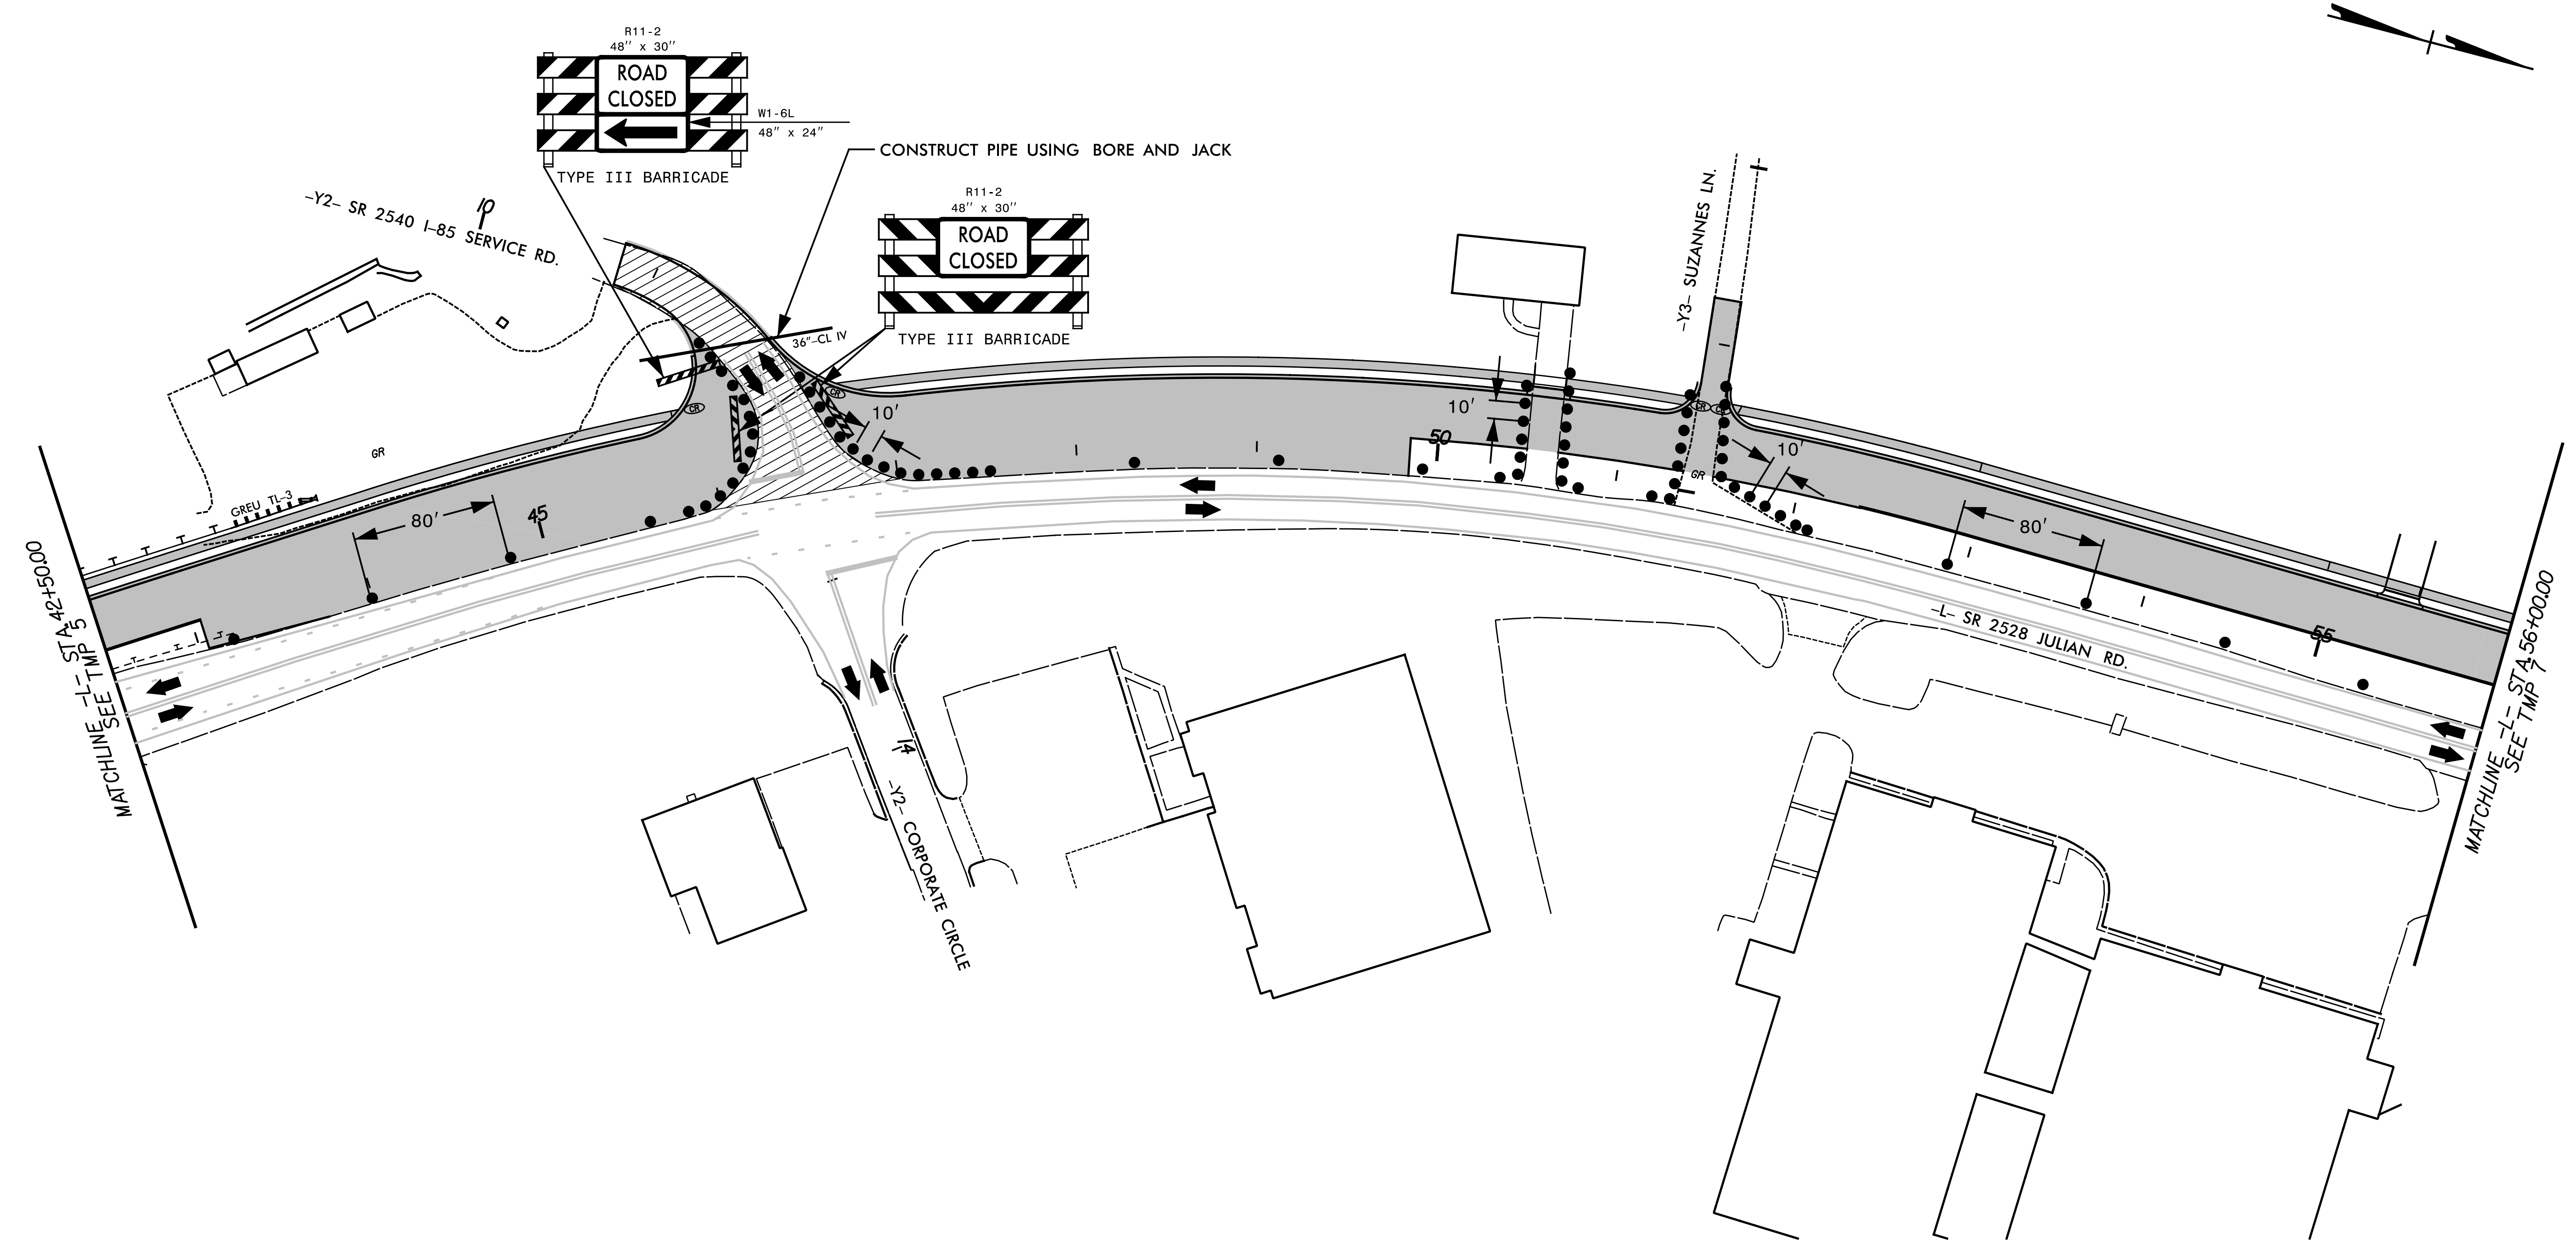 R11-2
48" x 30"
ROAD
CLOSED
W1-6L
48" x 24"
TYPE III BARRICADE
CONSTRUCT PIPE USING BORE AND JACK
R11-2
48" x 30"
ROAD
CLOSED
TYPE III BARRICADE
-Y2- SR 2540 I-85 SERVICE RD.
10
-Y3- SUZANNES LN.
36"-CL IV
CR
CR
10'
10'
CR
CR
10'
GR
GR
50
GREU TL-3
80'
45
80'
55
MATCHLINE -L- STA.42+50.00
SEE TMP 5
-L- SR 2528 JULIAN RD.
14
-Y2- CORPORATE CIRCLE
MATCHLINE -L- STA.56+00.00
SEE TMP 7